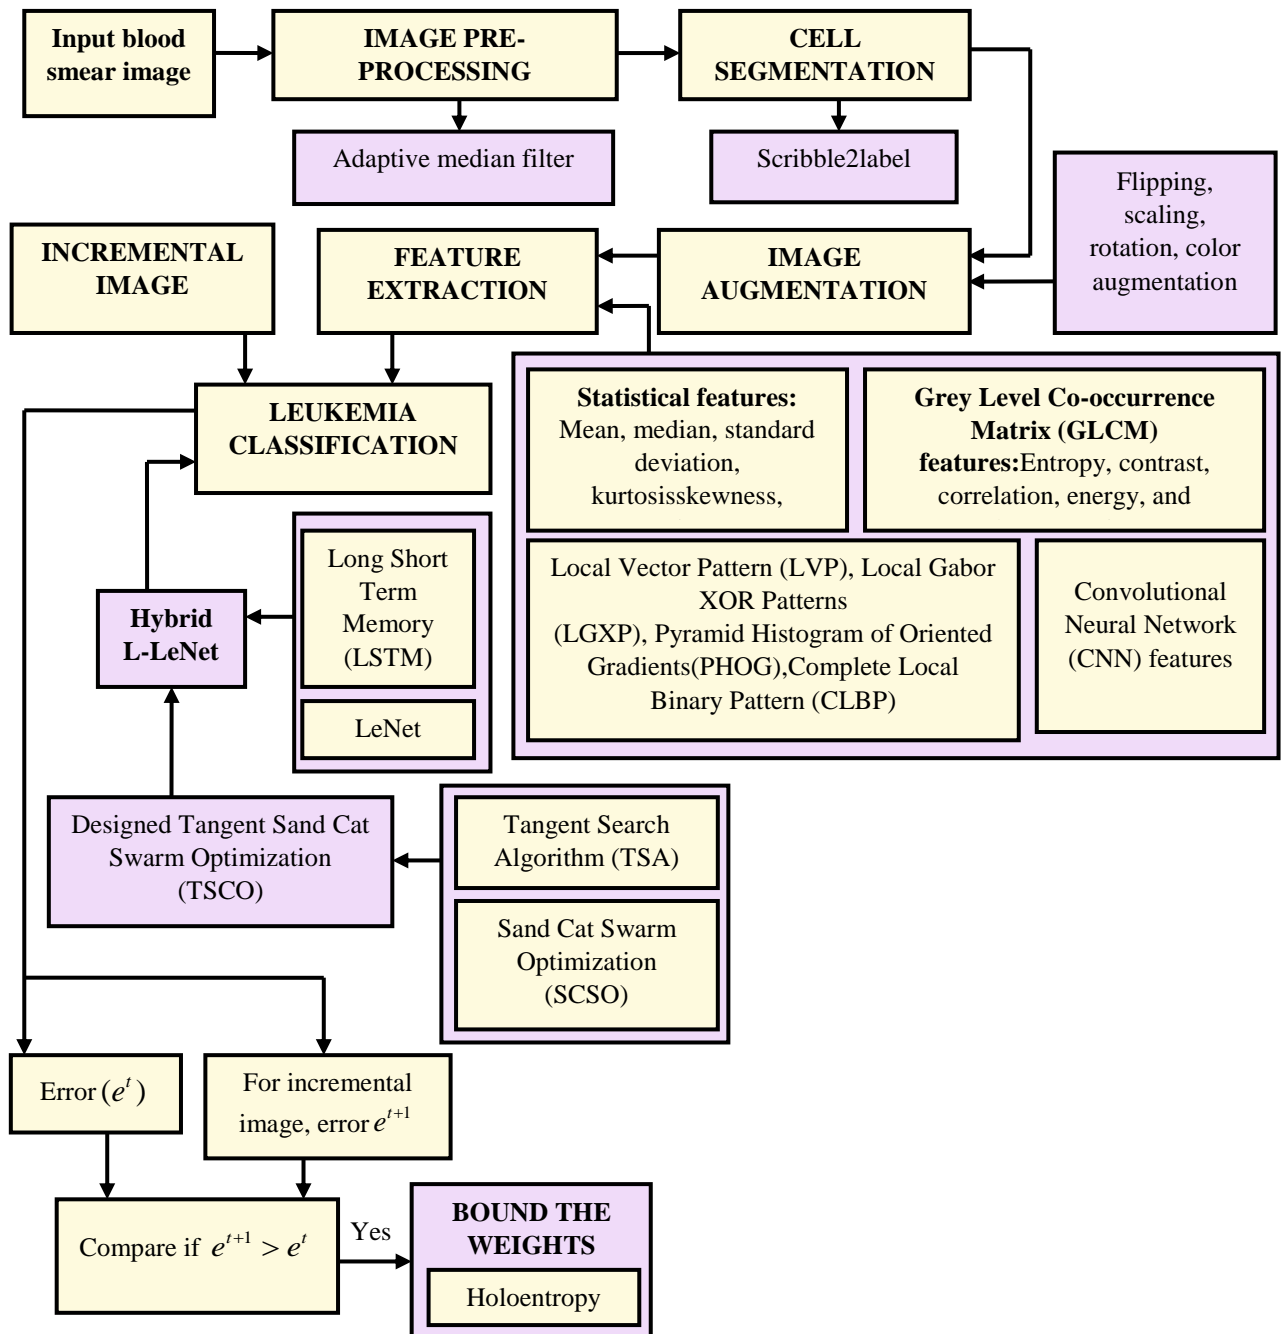 Input blood
smear image
IMAGE PRE-
PROCESSING
CELL
SEGMENTATION
Adaptive median filter
Scribble2label
Flipping,
scaling,
rotation, color
augmentation
INCREMENTAL
IMAGE
FEATURE
EXTRACTION
IMAGE
AUGMENTATION
LEUKEMIA
CLASSIFICATION
Statistical features:
Mean, median, standard
deviation,
kurtosisskewness,
Grey Level Co-occurrence
Matrix (GLCM)
features:Entropy, contrast,
correlation, energy, and
Local Vector Pattern (LVP), Local Gabor
XOR Patterns
(LGXP), Pyramid Histogram of Oriented
Gradients(PHOG),Complete Local
Binary Pattern (CLBP)
Convolutional
Neural Network
(CNN) features
Hybrid
L-LeNet
Long Short
Term
Memory
(LSTM)
LeNet
Designed Tangent Sand Cat
Swarm Optimization
(TSCO)
Tangent Search
Algorithm (TSA)
Sand Cat Swarm
Optimization
(SCSO)
Error (e^t)
For incremental
image, error e^{t+1}
Compare if e^{t+1} > e^t
Yes
BOUND THE
WEIGHTS
Holoentropy